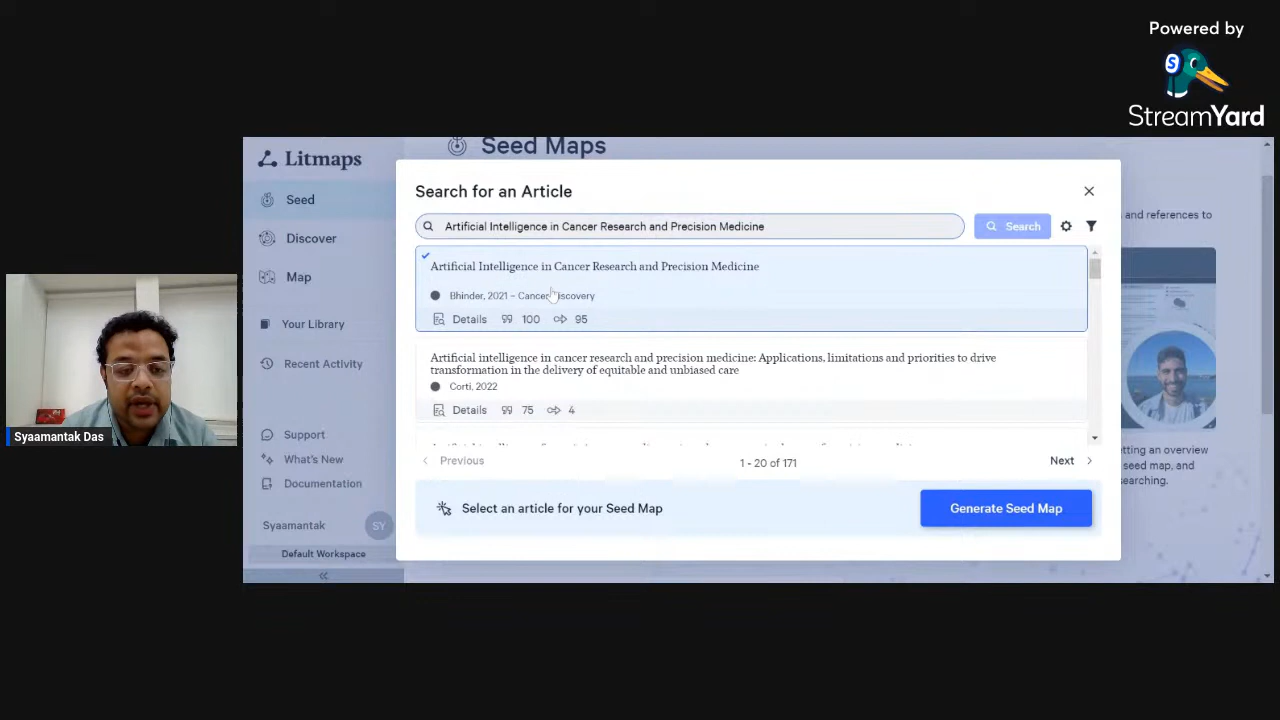 Powered by
S
StreamYard
Litmaps
Seed Maps
Seed
Discover
Map
Your Library
Recent Activity
Support
What's New
Documentation
Syaamantak
SY
Default Workspace
Search for an Article
Artificial Intelligence in Cancer Research and Precision Medicine
Search
Artificial Intelligence in Cancer Research and Precision Medicine
Bhinder, 2021 – Cancer Discovery
Details 100 95
Artificial intelligence in cancer research and precision medicine: Applications, limitations and priorities to drive
transformation in the delivery of equitable and unbiased care
Corti, 2022
Details 75 4
Previous
1 - 20 of 171
Next
Select an article for your Seed Map
Generate Seed Map
and references to
etting an overview
seed map, and
searching.
Syaamantak Das